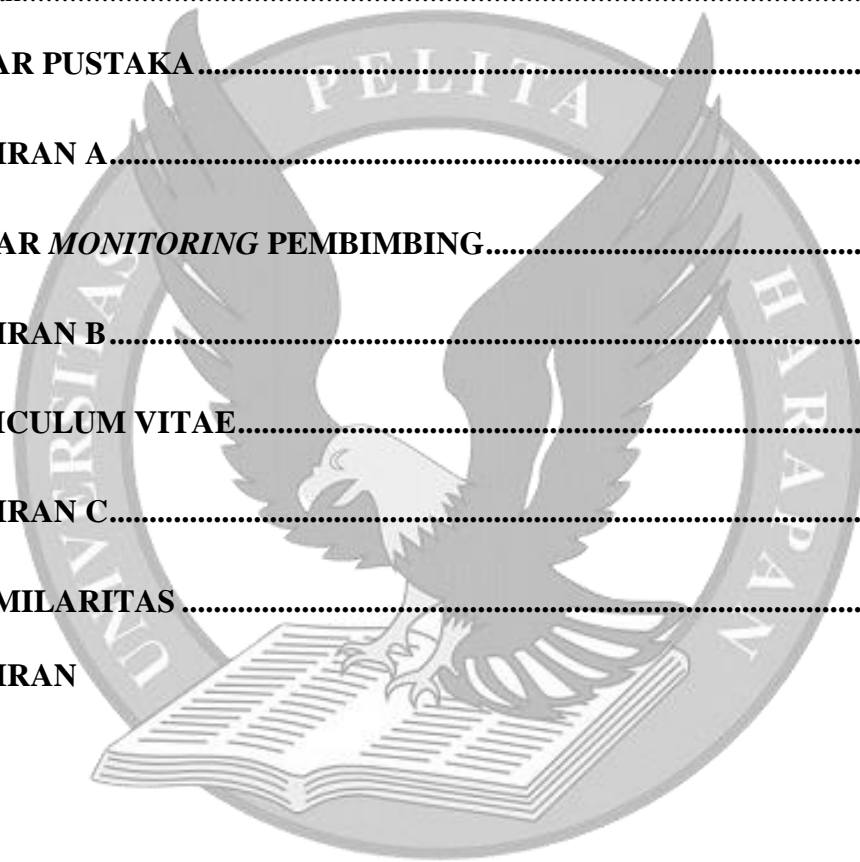 AR PUSTAKA
IRAN A
AR MONITORING PEMBIMBING
IRAN B
ICULUM VITAE
IRAN C
MILARITAS
IRAN
UNIVERSITAS PELITA HARAPAN